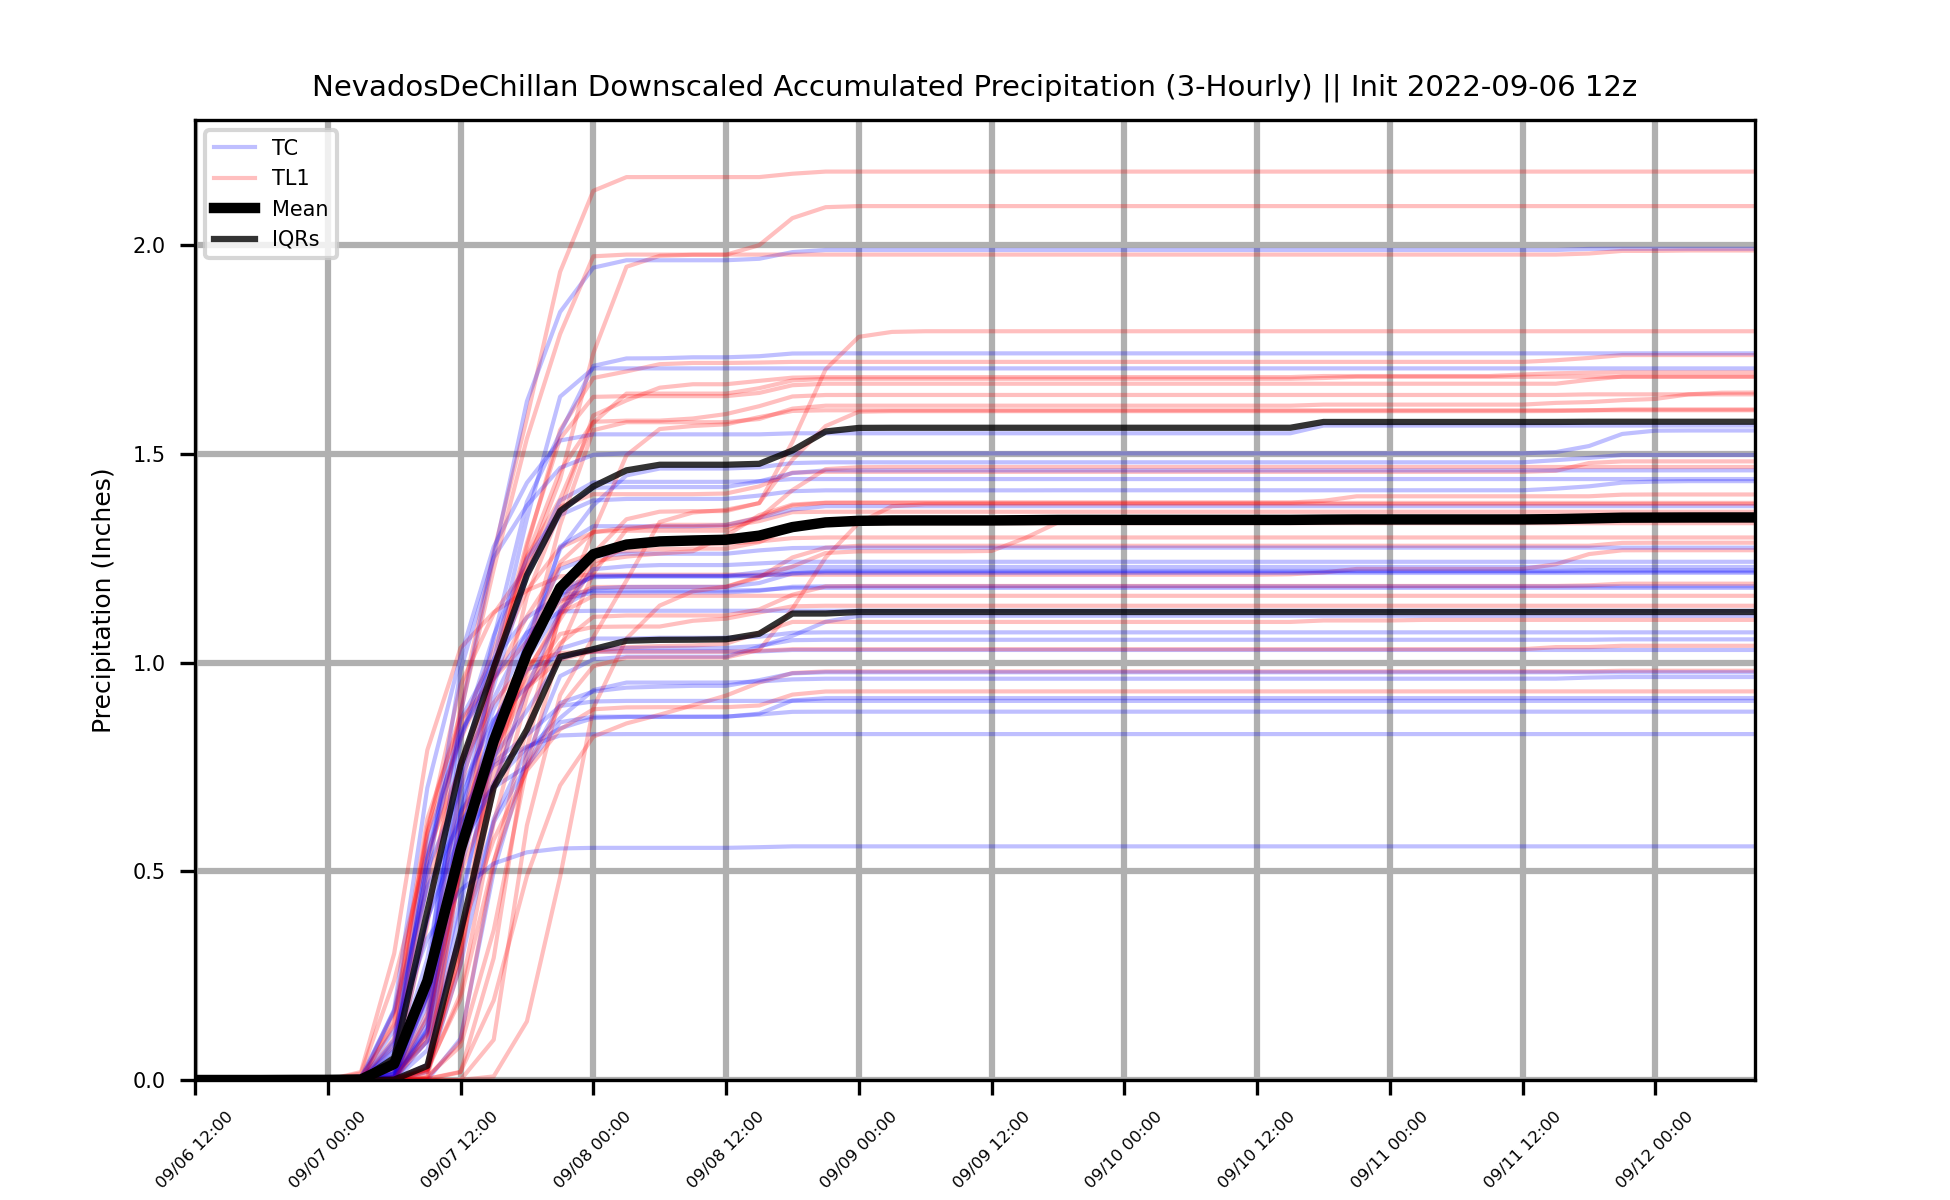 NevadosDeChillan Downscaled Accumulated Precipitation (3-Hourly) || Init 2022-09-06 12z
TC
TL1
Mean
IQRs
Precipitation (Inches)
2.0
1.5
1.0
0.5
0.0
09/06 12:00
09/07 00:00
09/07 12:00
09/08 00:00
09/08 12:00
09/09 00:00
09/09 12:00
09/10 00:00
09/10 12:00
09/11 00:00
09/11 12:00
09/12 00:00